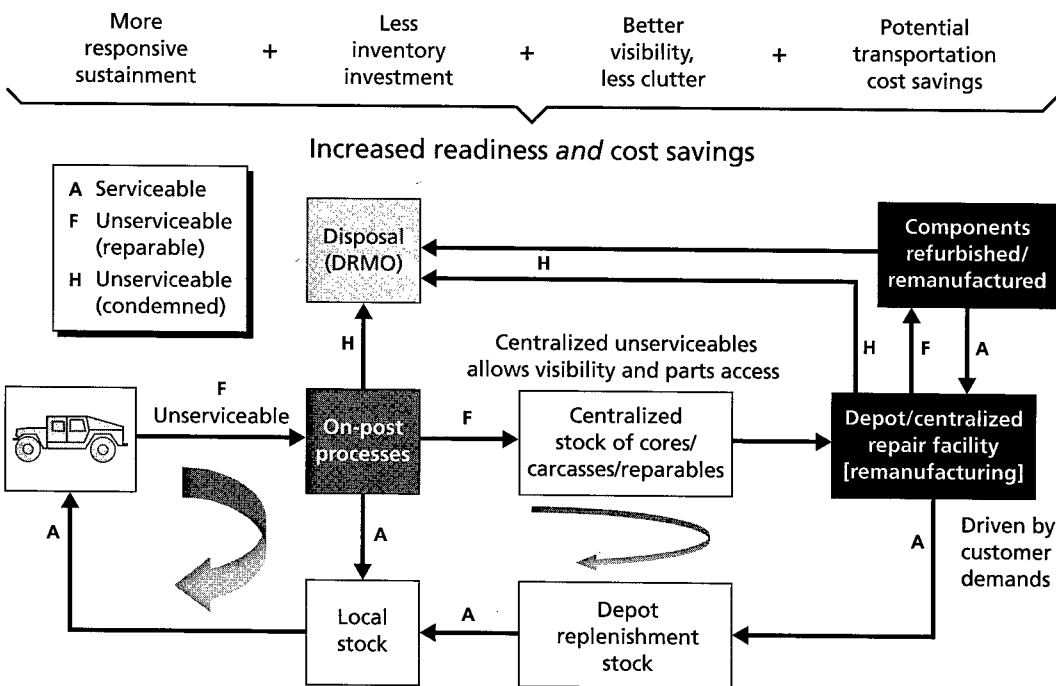 More
responsive
sustainment
+
Less
inventory
investment
+
Better
visibility,
less clutter
+
Potential
transportation
cost savings
Increased readiness and cost savings
A Serviceable
F Unserviceable
(reparable)
H Unserviceable
(condemned)
Disposal
(DRMO)
H
Components
refurbished/
remanufactured
H
Centralized unserviceables
allows visibility and parts access
H
F
A
F
Unserviceable
On-post
processes
F
Centralized
stock of cores/
carcasses/reparables
Depot/centralized
repair facility
[remanufacturing]
A
A
A
Driven by
customer
demands
Local
stock
A
Depot
replenishment
stock